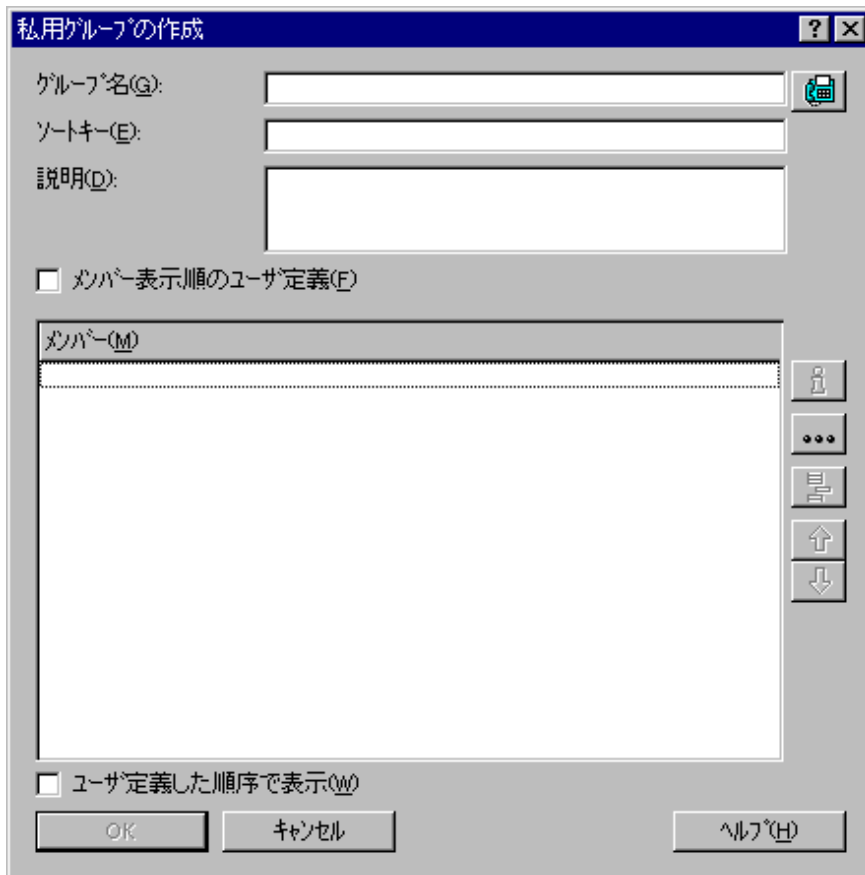 私用ｸﾞﾙｰﾌﾟの作成
ｸﾞﾙｰﾌﾟ名(G):
ｿｰﾄｷｰ(E):
説明(D):
ﾒﾝﾊﾞｰ表示順のﾕｰｻﾞ定義(F)
ﾒﾝﾊﾞｰ(M)
ﾕｰｻﾞ定義した順序で表示(W)
OK ｷｬﾝｾﾙ ﾍﾙﾌﾟ(H)